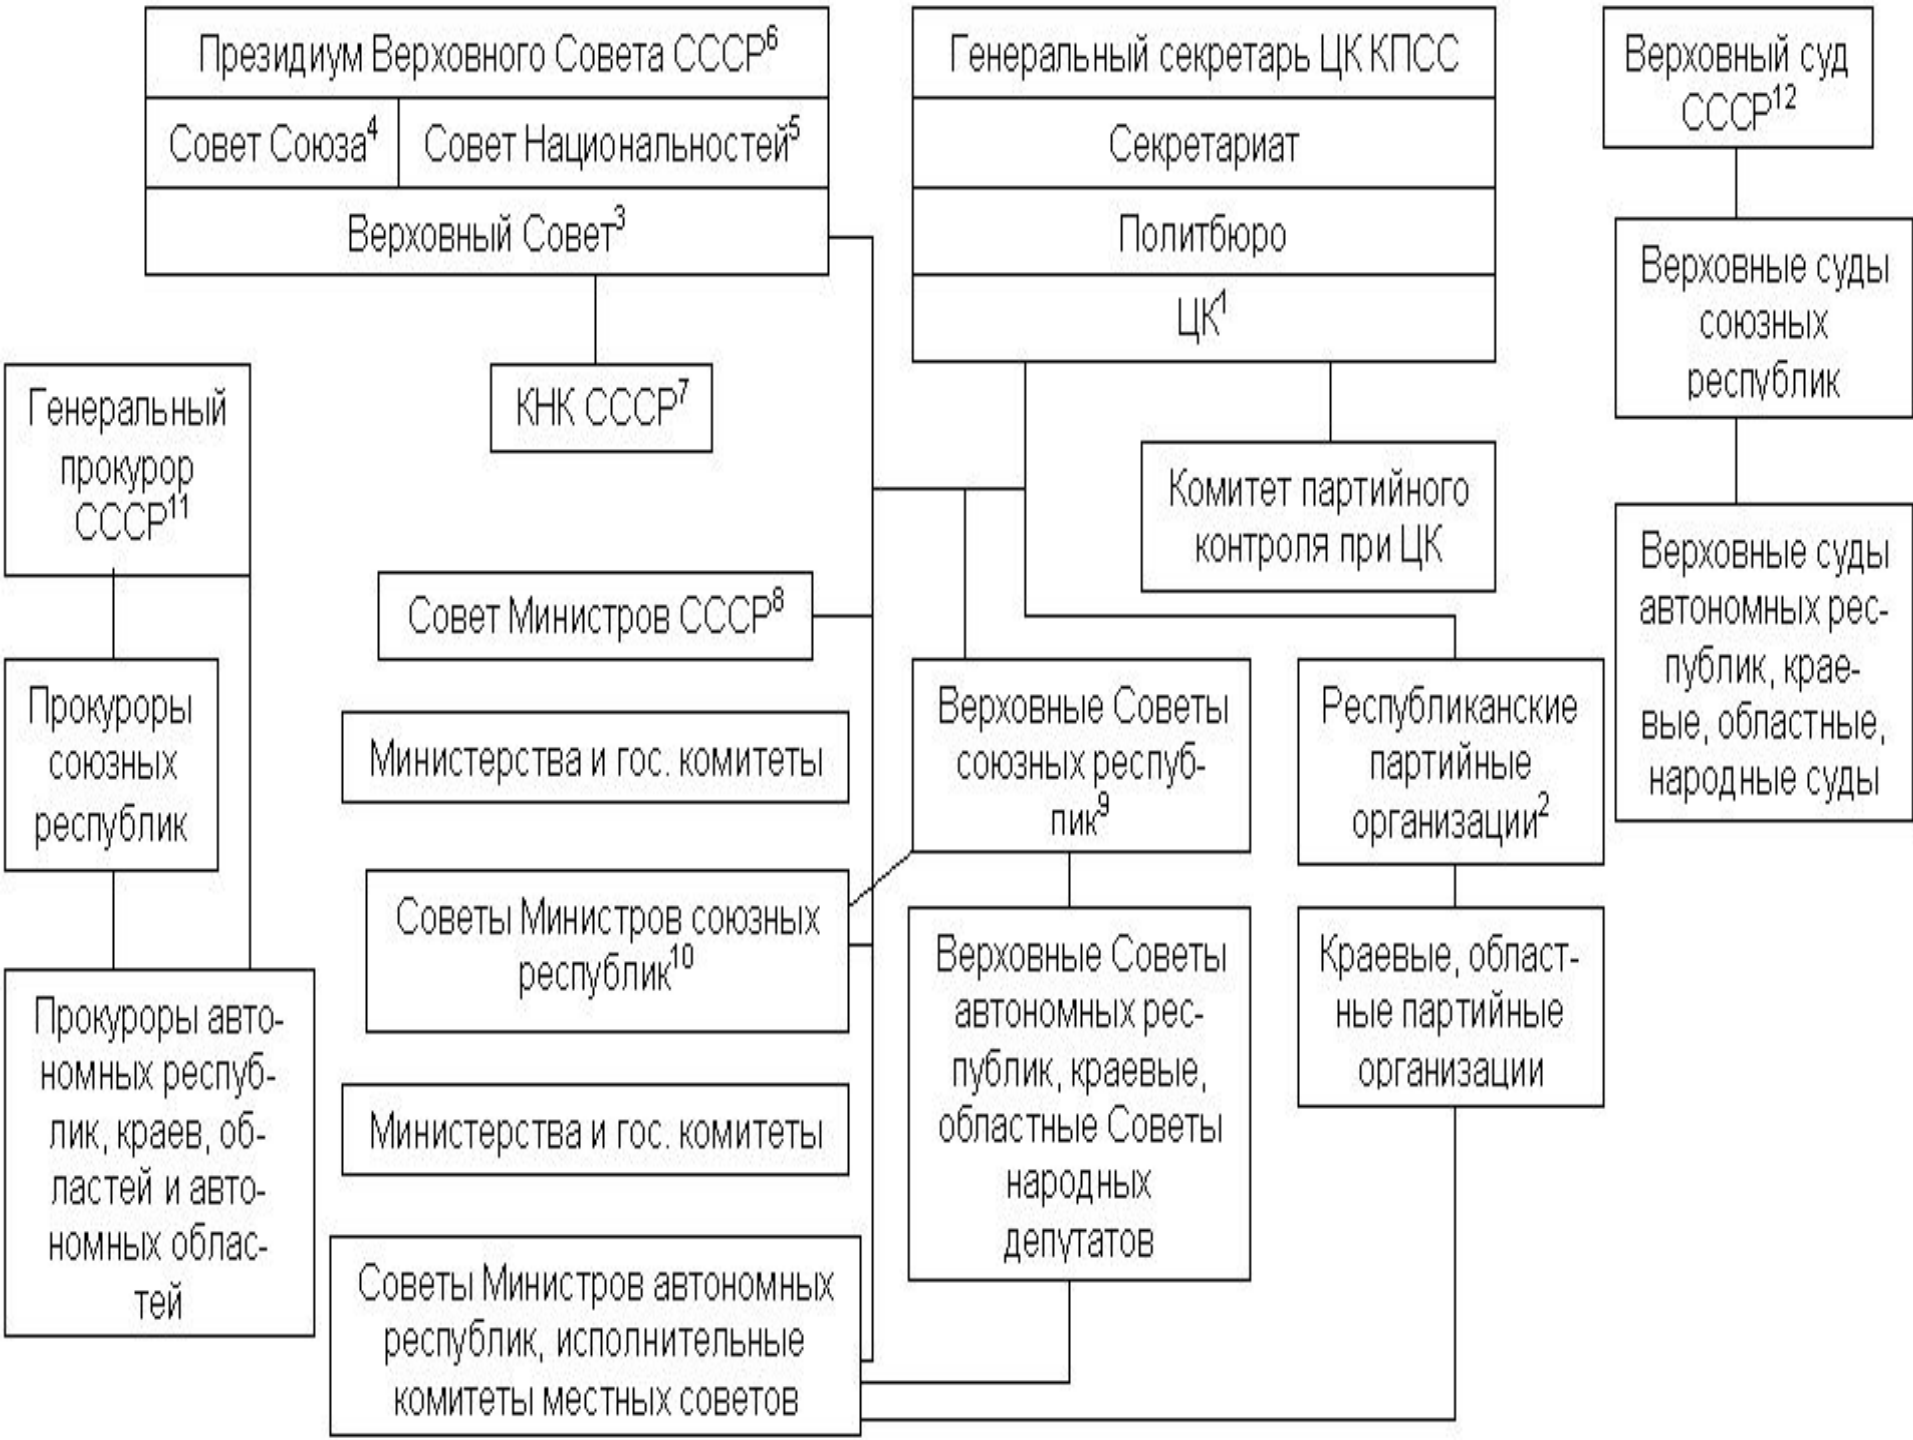 Президиум Верховного Совета СССР⁶
Совет Союза⁴
Совет Национальностей⁵
Верховный Совет³
Генеральный секретарь ЦК КПСС
Секретариат
Политбюро
ЦК¹
Верховный суд
СССР¹²
Верховные суды
союзных
республик
Верховные суды
автономных рес-
публик, крае-
вые, областные,
народные суды
КНК СССР⁷
Комитет партийного
контроля при ЦК
Генеральный
прокурор
СССР¹¹
Прокуроры
союзных
республик
Прокуроры авто-
номных респуб-
лик, краев, об-
ластей и авто-
номных облас-
тей
Совет Министров СССР⁸
Министерства и гос. комитеты
Советы Министров союзных
республик¹⁰
Министерства и гос. комитеты
Советы Министров автономных
республик, исполнительные
комитеты местных советов
Верховные Советы
союзных респуб-
лик⁹
Верховные Советы
автономных рес-
публик, краевые,
областные Советы
народных
депутатов
Республиканские
партийные
организации²
Краевые, област-
ные партийные
организации